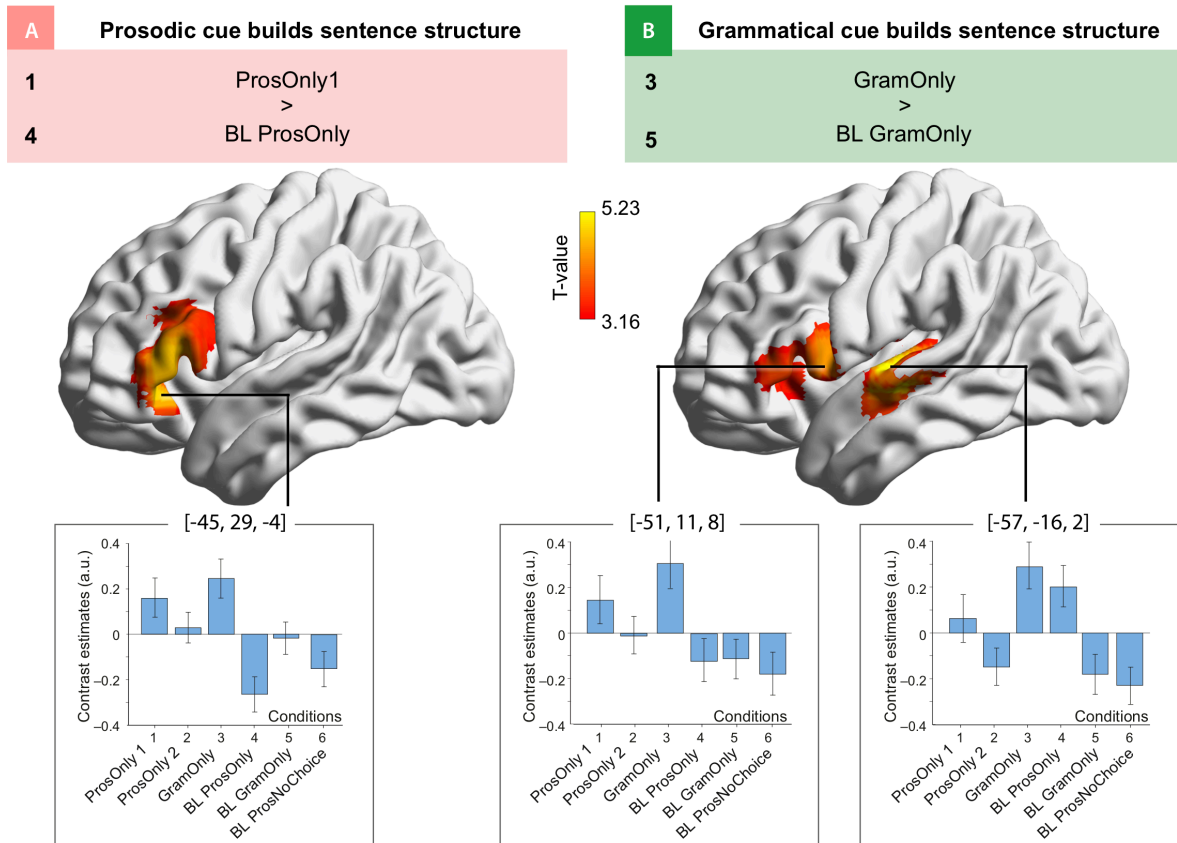 A Prosodic cue builds sentence structure
1 ProsOnly1
>
4 BL ProsOnly
B Grammatical cue builds sentence structure
3 GramOnly
>
5 BL GramOnly
T-value
5.23
3.16
[-45, 29, -4]
Contrast estimates (a.u.)
0.4
0.2
0
–0.2
–0.4
Conditions
1 2 3 4 5 6
ProsOnly 1
ProsOnly 2
GramOnly
BL ProsOnly
BL GramOnly
BL ProsNoChoice
[-51, 11, 8]
Contrast estimates (a.u.)
0.4
0.2
0
–0.2
–0.4
Conditions
1 2 3 4 5 6
ProsOnly 1
ProsOnly 2
GramOnly
BL ProsOnly
BL GramOnly
BL ProsNoChoice
[-57, -16, 2]
Contrast estimates (a.u.)
0.4
0.2
0
–0.2
–0.4
Conditions
1 2 3 4 5 6
ProsOnly 1
ProsOnly 2
GramOnly
BL ProsOnly
BL GramOnly
BL ProsNoChoice